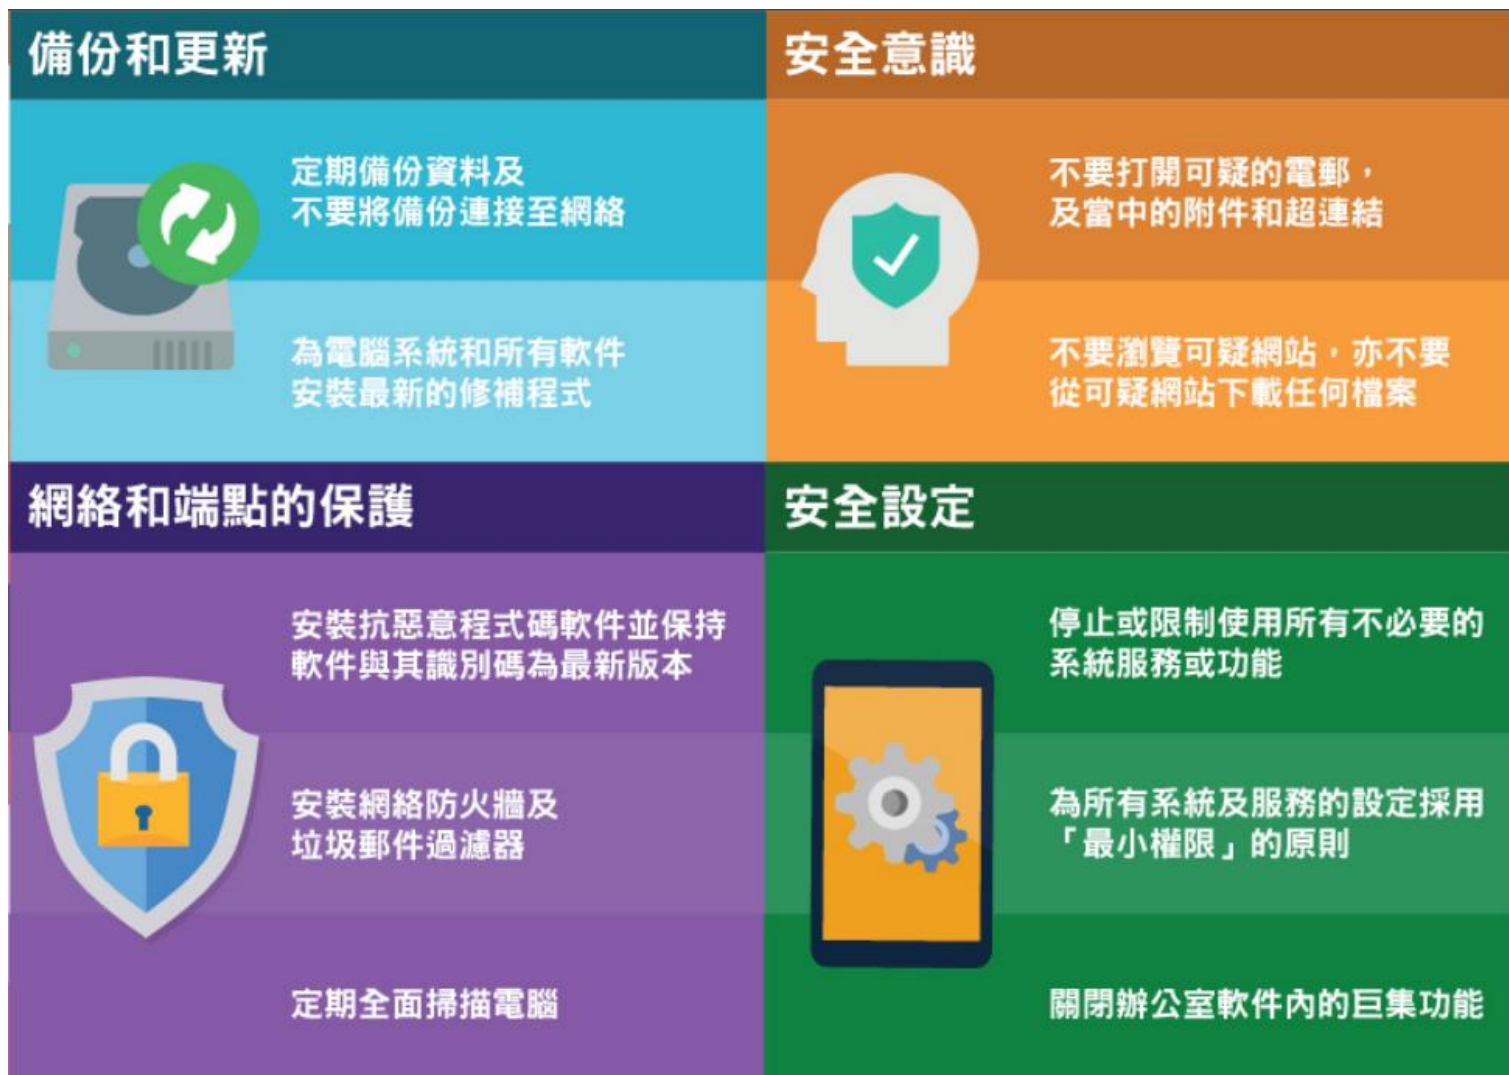 備份和更新
定期備份資料及
不要將備份連接至網絡
為電腦系統和所有軟件
安裝最新的修補程式
安全意識
不要打開可疑的電郵，
及當中的附件和超連結
不要瀏覽可疑網站，亦不要
從可疑網站下載任何檔案
網絡和端點的保護
安裝抗惡意程式碼軟件並保持
軟件與其識別碼為最新版本
安裝網絡防火牆及
垃圾郵件過濾器
定期全面掃描電腦
安全設定
停止或限制使用所有不必要的
系統服務或功能
為所有系統及服務的設定採用
「最小權限」的原則
關閉辦公室軟件內的巨集功能